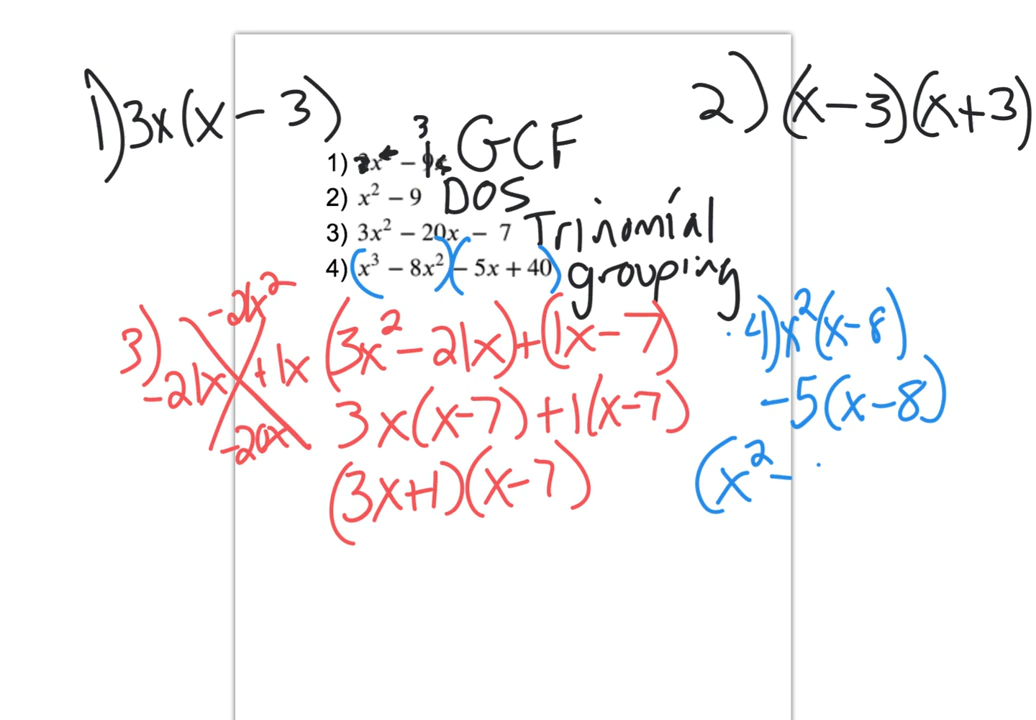 1) 3x(x - 3)
2) (x - 3)(x + 3)
3
1) x² - GCF
2) x² − 9 DOS
3) 3x² − 20x − 7 Trinomial
4) (x³ − 8x²)(− 5x + 40) grouping
3) -21x²
-21x +1x
-20x
(3x² - 21x) + (1x - 7)
3x(x-7) + 1(x-7)
(3x+1)(x-7)
4) x²(x-8)
-5(x-8)
(x² -